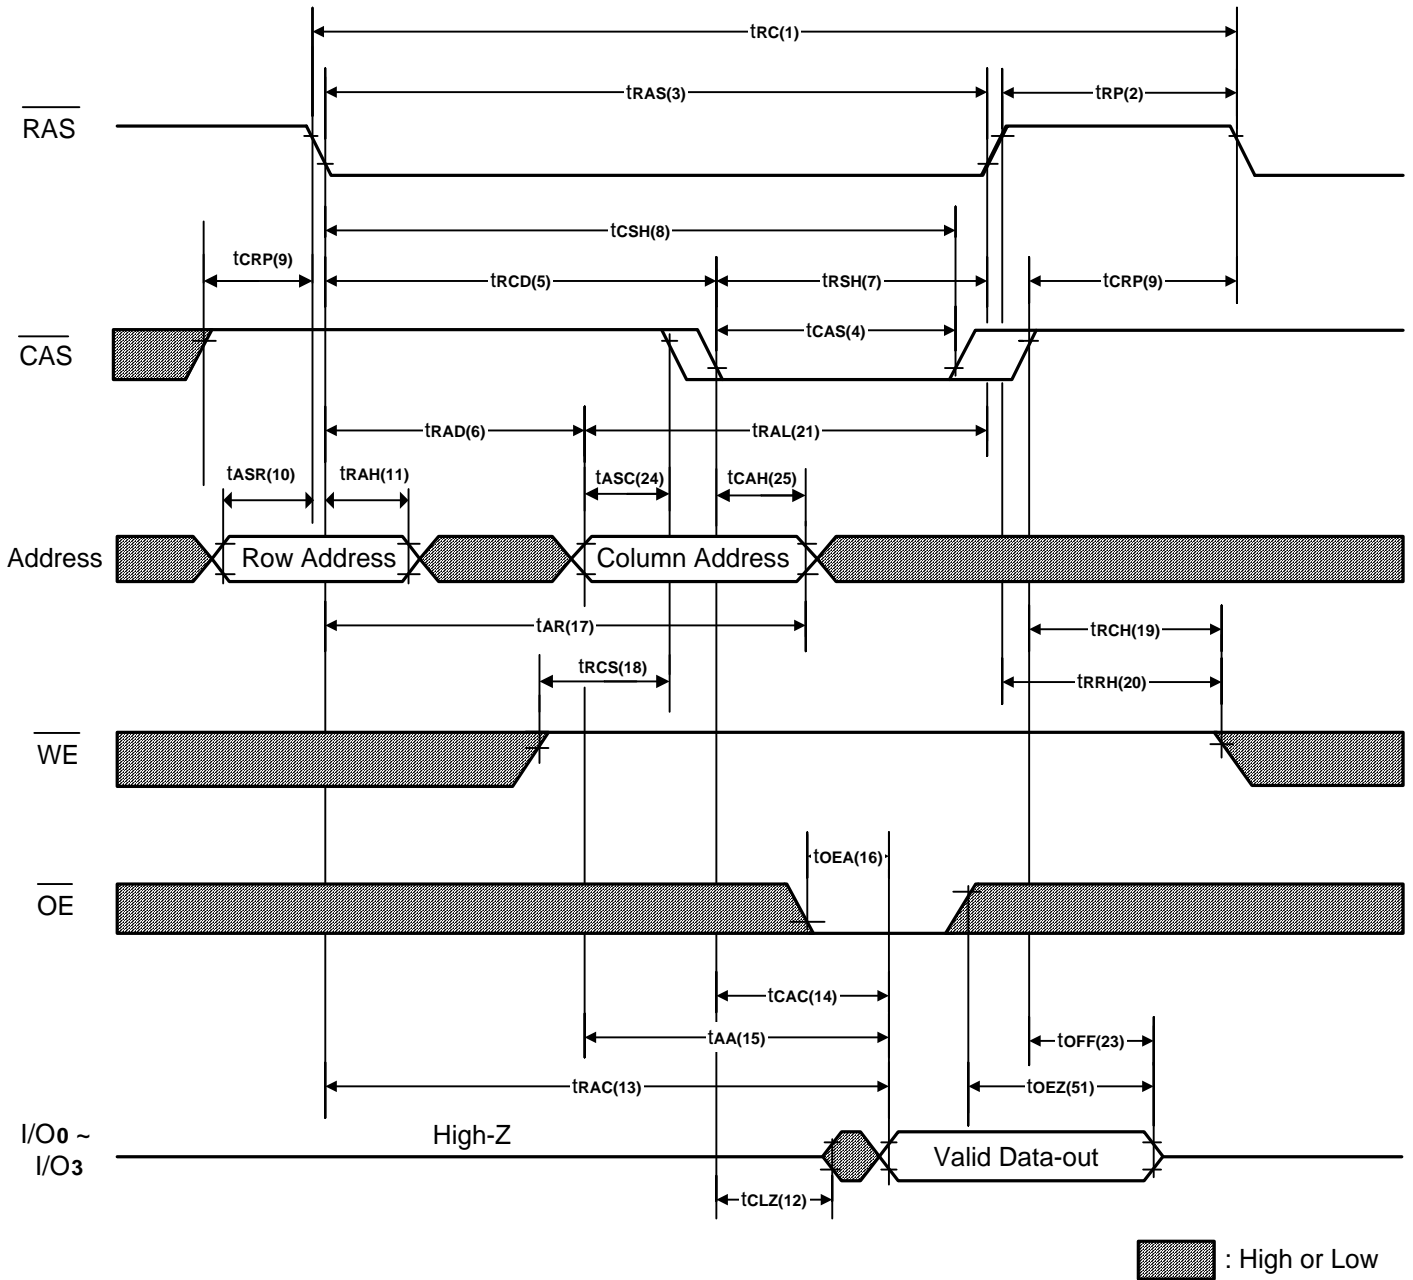 tRC(1)
tRAS(3)
tRP(2)
RAS
tCSH(8)
tCRP(9)
tRCD(5)
tRSH(7)
tCRP(9)
tCAS(4)
CAS
tRAD(6)
tRAL(21)
tASR(10)
tRAH(11)
tASC(24)
tCAH(25)
Address
Row Address
Column Address
tAR(17)
tRCH(19)
tRCS(18)
tRRH(20)
WE
tOEA(16)
OE
tCAC(14)
tAA(15)
tOFF(23)
tRAC(13)
tOEZ(51)
I/O0 ~
I/O3
High-Z
Valid Data-out
tCLZ(12)
: High or Low